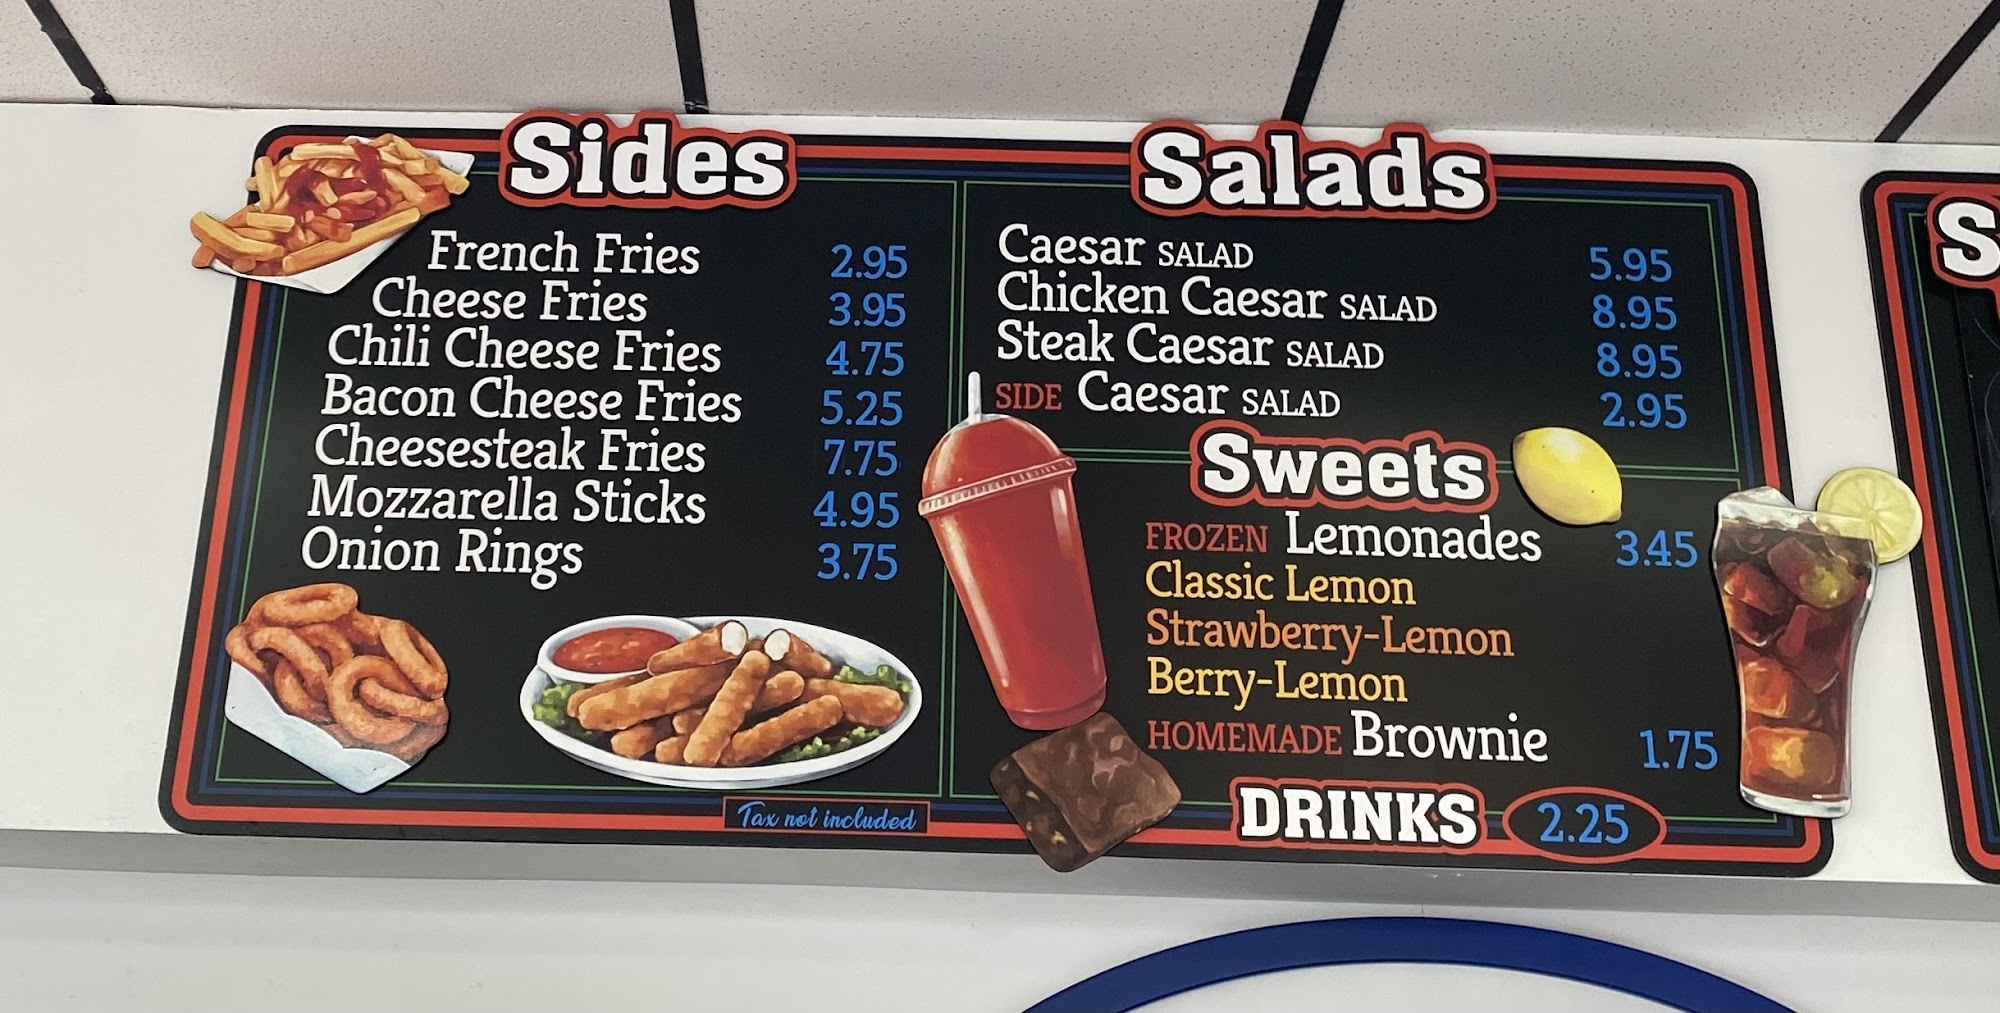 Sides
French Fries 2.95
Cheese Fries 3.95
Chili Cheese Fries 4.75
Bacon Cheese Fries 5.25
Cheesesteak Fries 7.75
Mozzarella Sticks 4.95
Onion Rings 3.75
Tax not included
Salads
Caesar SALAD 5.95
Chicken Caesar SALAD 8.95
Steak Caesar SALAD 8.95
SIDE Caesar SALAD 2.95
Sweets
FROZEN Lemonades 3.45
Classic Lemon
Strawberry-Lemon
Berry-Lemon
HOMEMADE Brownie 1.75
DRINKS 2.25